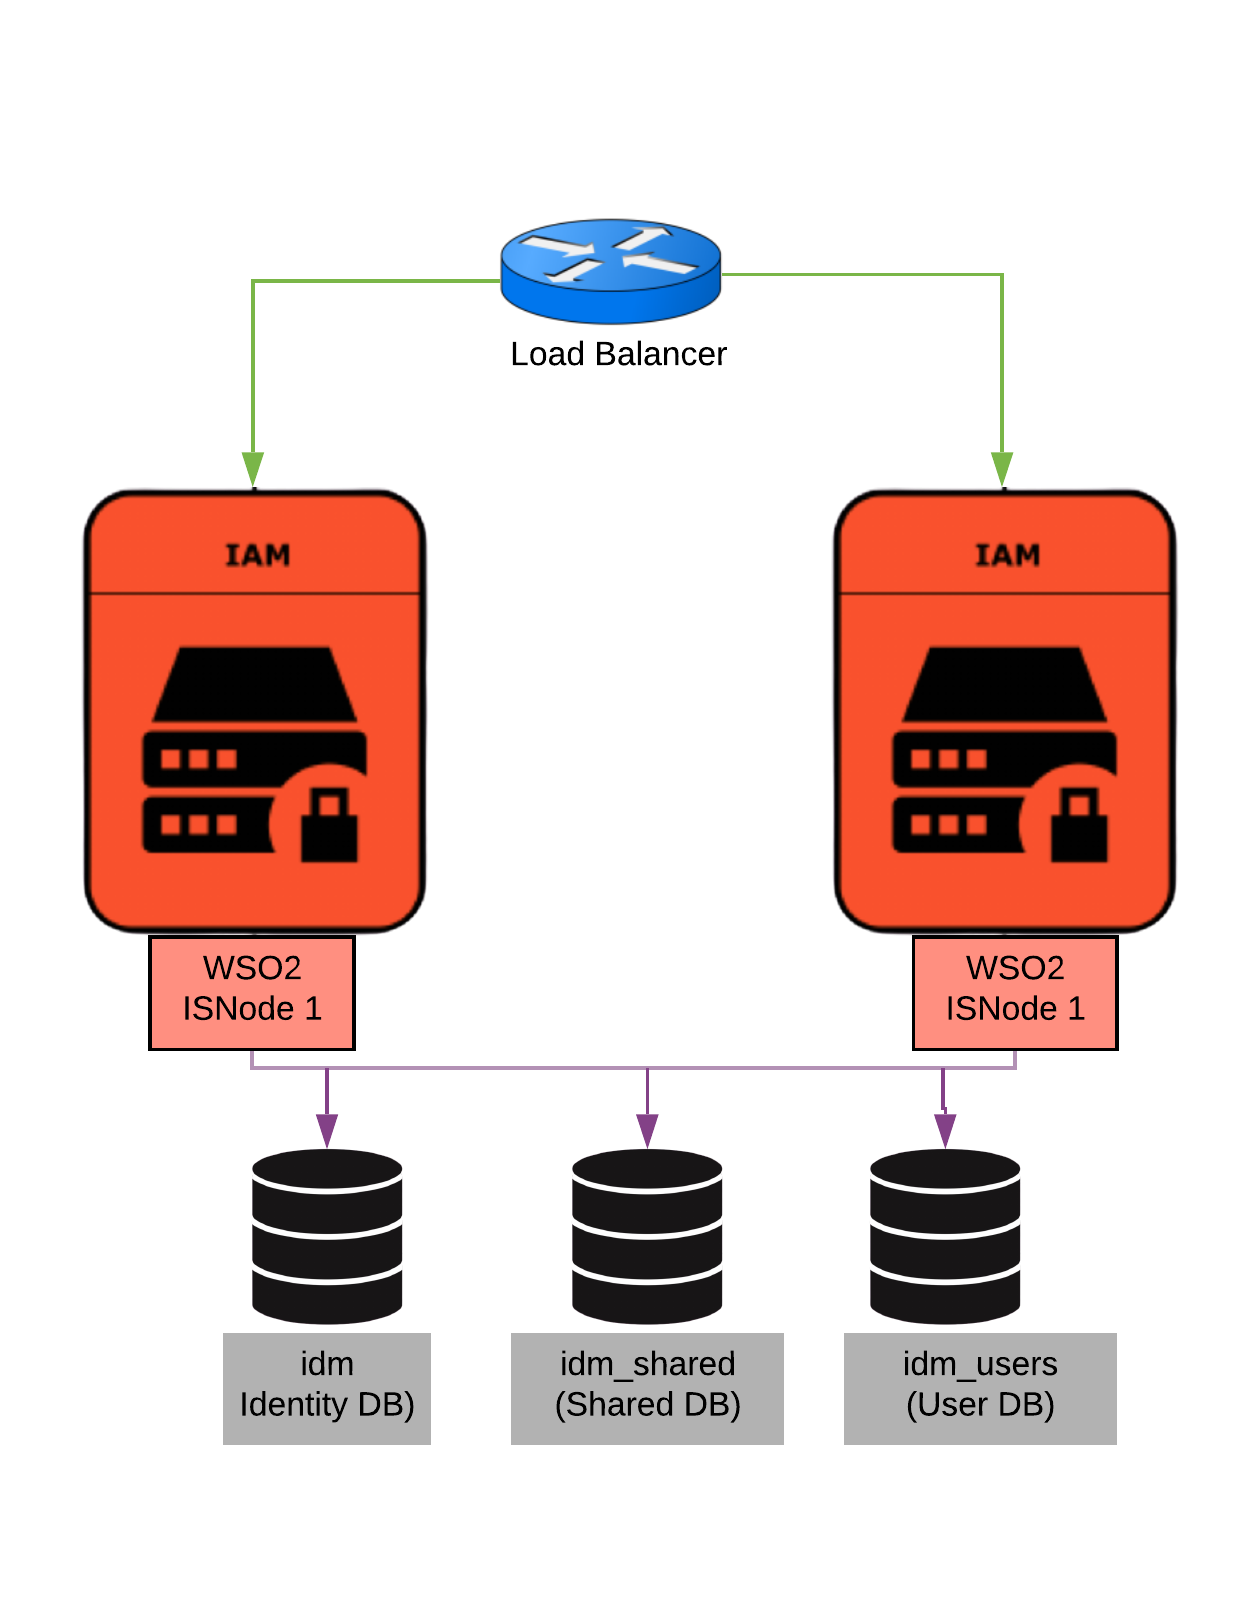 Load Balancer
IAM
IAM
WSO2
ISNode 1
WSO2
ISNode 1
idm
Identity DB)
idm_shared
(Shared DB)
idm_users
(User DB)